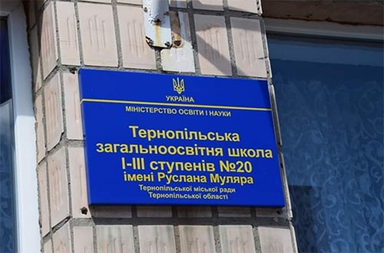 УКРАЇНА
МІНІСТЕРСТВО ОСВІТИ І НАУКИ
Тернопільська
загальноосвітня школа
І-ІІІ ступенів №20
імені Руслана Муляра
Тернопільської міської ради
Тернопільської області